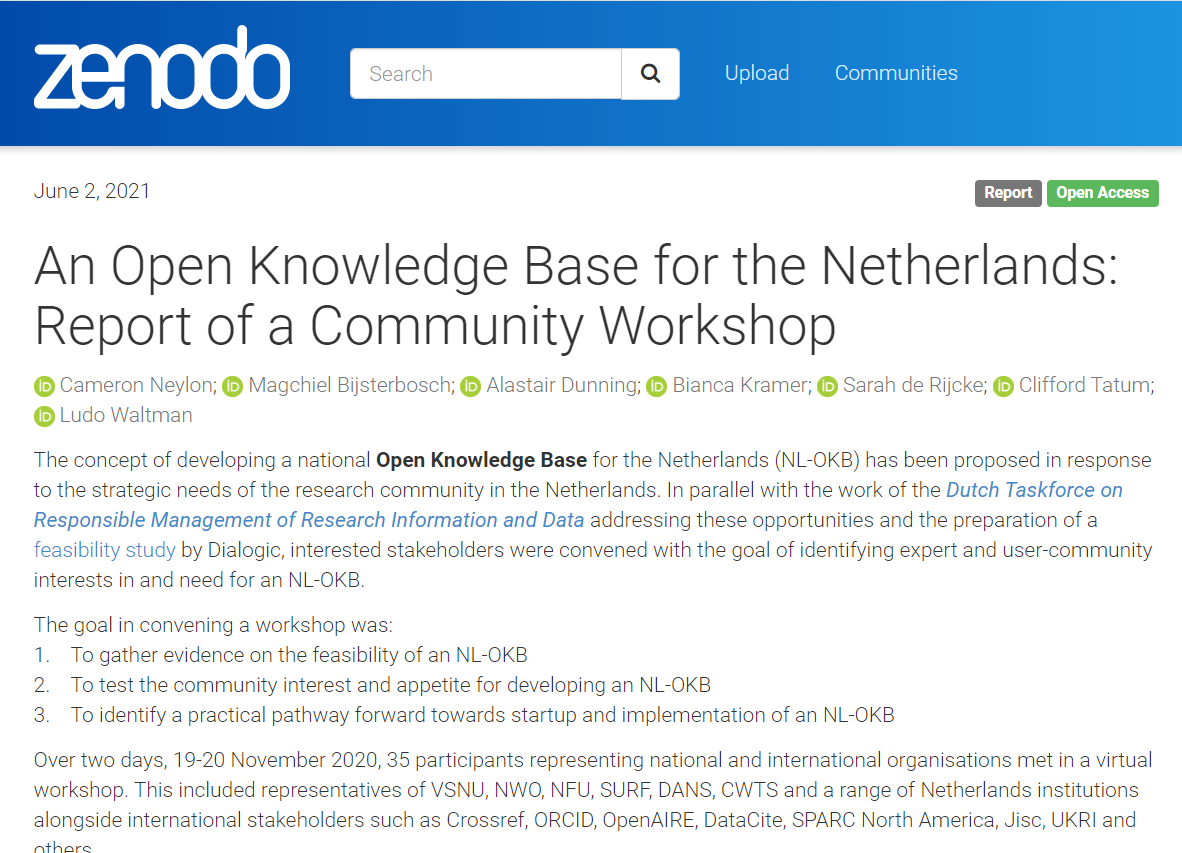 zenodo
Search
Upload
Communities
June 2, 2021
Report
Open Access
An Open Knowledge Base for the Netherlands:
Report of a Community Workshop
iD Cameron Neylon; iD Magchiel Bijsterbosch; iD Alastair Dunning; iD Bianca Kramer; iD Sarah de Rijcke; iD Clifford Tatum;
iD Ludo Waltman
The concept of developing a national Open Knowledge Base for the Netherlands (NL-OKB) has been proposed in response
to the strategic needs of the research community in the Netherlands. In parallel with the work of the Dutch Taskforce on
Responsible Management of Research Information and Data addressing these opportunities and the preparation of a
feasibility study by Dialogic, interested stakeholders were convened with the goal of identifying expert and user-community
interests in and need for an NL-OKB.
The goal in convening a workshop was:
1. To gather evidence on the feasibility of an NL-OKB
2. To test the community interest and appetite for developing an NL-OKB
3. To identify a practical pathway forward towards startup and implementation of an NL-OKB
Over two days, 19-20 November 2020, 35 participants representing national and international organisations met in a virtual
workshop. This included representatives of VSNU, NWO, NFU, SURF, DANS, CWTS and a range of Netherlands institutions
alongside international stakeholders such as Crossref, ORCID, OpenAIRE, DataCite, SPARC North America, Jisc, UKRI and
others.